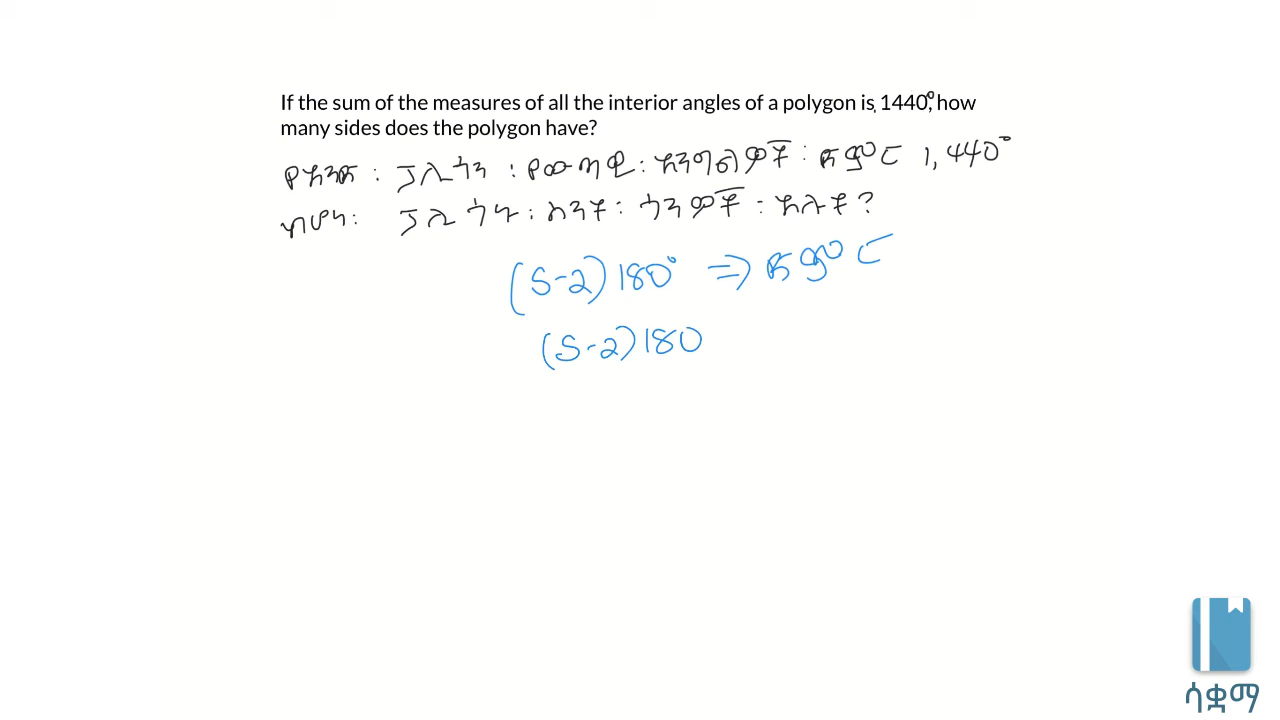 If the sum of the measures of all the interior angles of a polygon is 1440°, how
many sides does the polygon have?
የአንድ : ፖሊጎን : የውስጥ : አንግሎች : ድምር 1,440°
ከሆነ : ፖሊጎኑ : ስንት : ጎኖች : አሉት ?
(S-2) 180° ⇒ ድምር
(S-2) 180
ሳቋማ